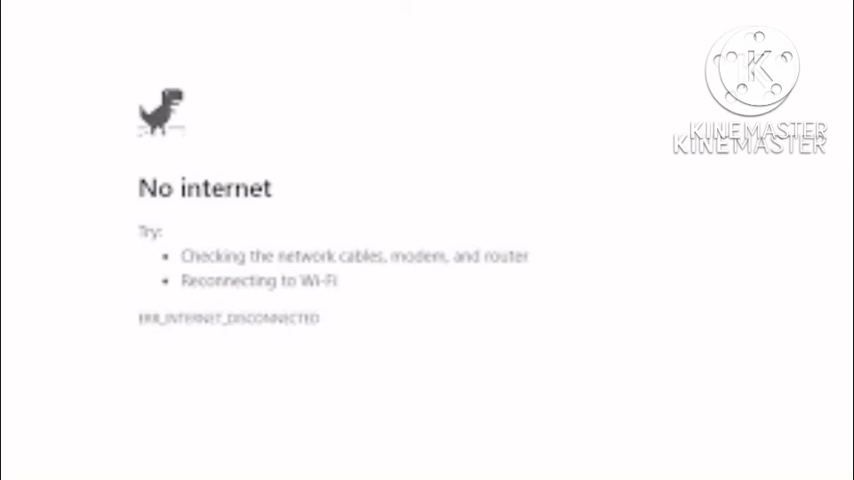 KINEMASTER
KINEMASTER
No internet
Try:
• Checking the network cables, modem, and router
• Reconnecting to Wi-Fi
ERR_INTERNET_DISCONNECTED